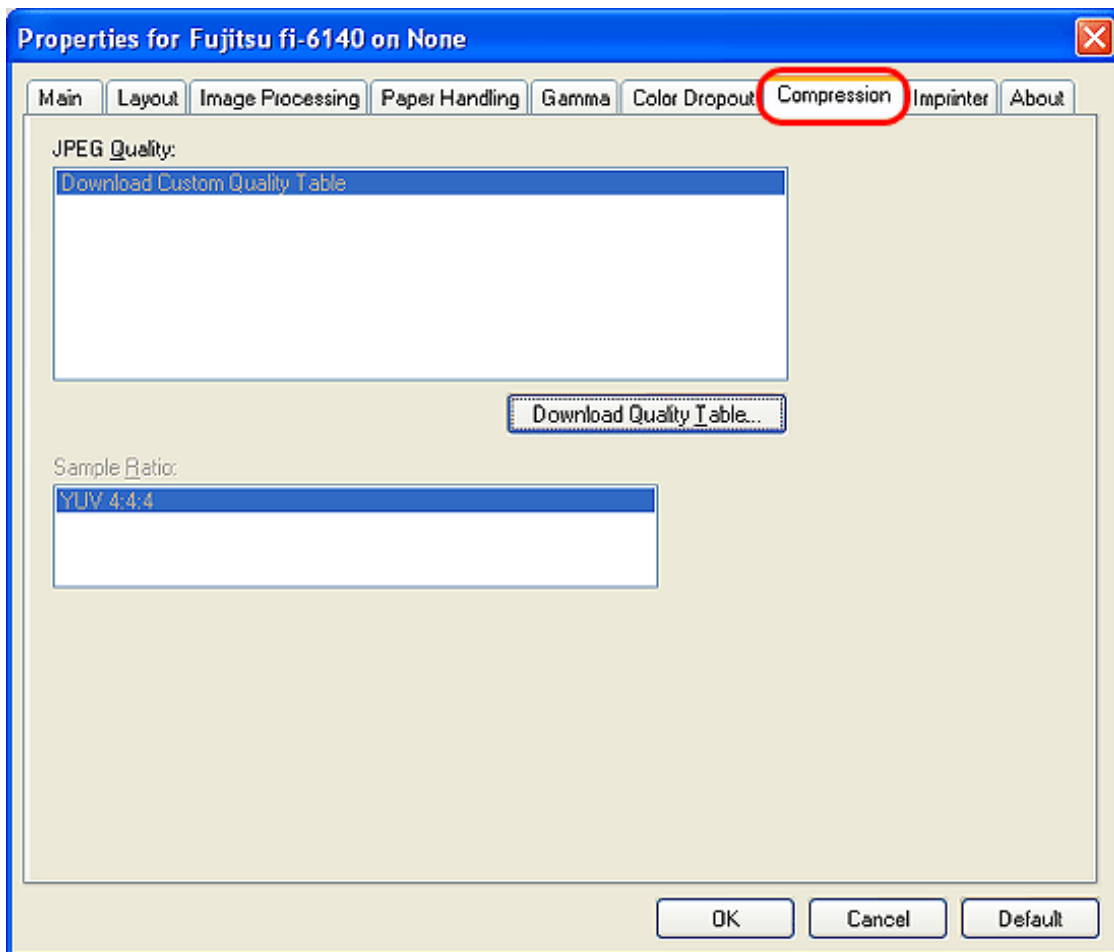 Properties for Fujitsu fi-6140 on None
Main Layout Image Processing Paper Handling Gamma Color Dropout Compression Imprinter About
JPEG Quality:
Download Custom Quality Table
Download Quality Table...
Sample Ratio:
YUV 4:4:4
OK Cancel Default